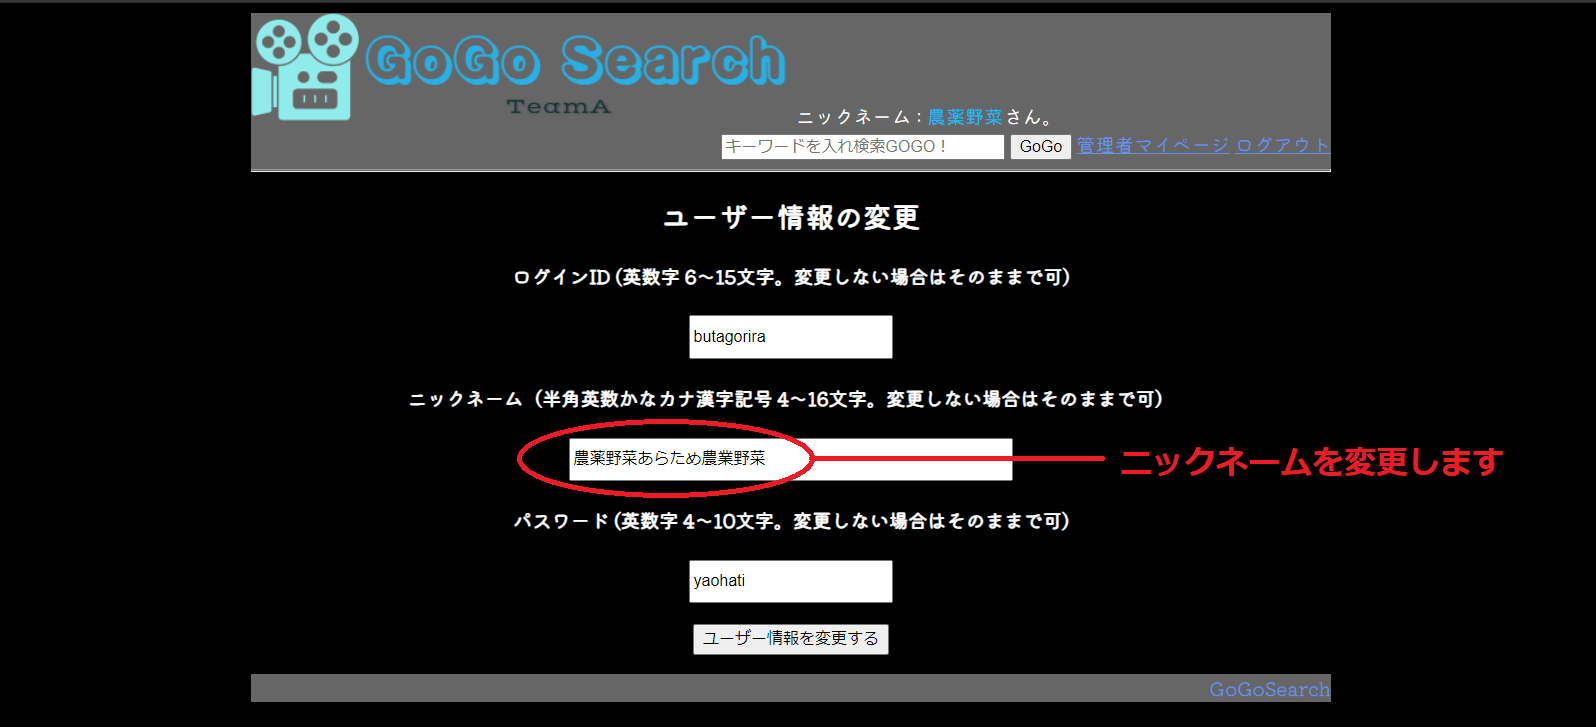 GoGo Search
TeamA
ニックネーム：農薬野菜さん。
キーワードを入れ検索GOGO！ GoGo 管理者マイページ ログアウト
ユーザー情報の変更
ログインID (英数字 6～15文字。変更しない場合はそのままで可)
butagorira
ニックネーム（半角英数かなカナ漢字記号 4～16文字。変更しない場合はそのままで可)
農薬野菜あらため農業野菜
ニックネームを変更します
パスワード (英数字 4～10文字。変更しない場合はそのままで可)
yaohati
ユーザー情報を変更する
GoGoSearch